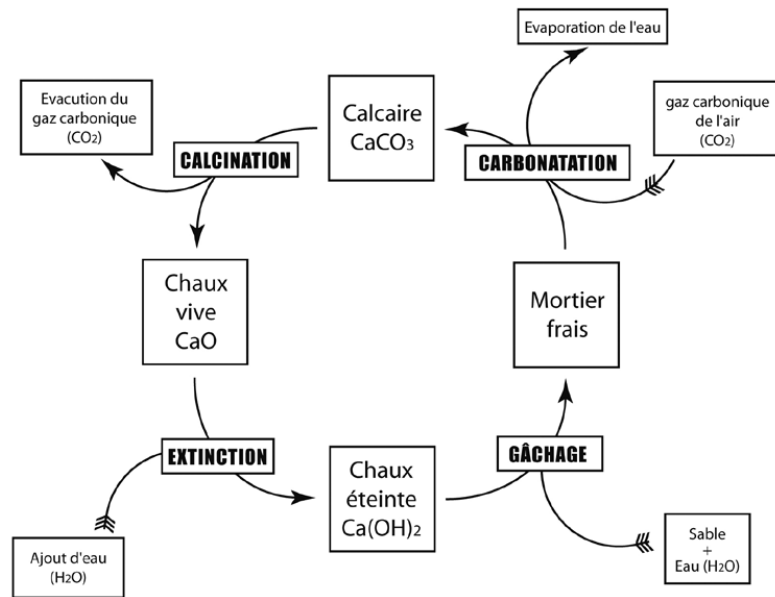 Evaporation de l'eau
Evacution du
gaz carbonique
(CO2)
CALCINATION
Calcaire
CaCO3
CARBONATATION
gaz carbonique
de l'air
(CO2)
Chaux
vive
CaO
Mortier
frais
EXTINCTION
Chaux
éteinte
Ca(OH)2
GÂCHAGE
Ajout d'eau
(H2O)
Sable
+
Eau (H2O)